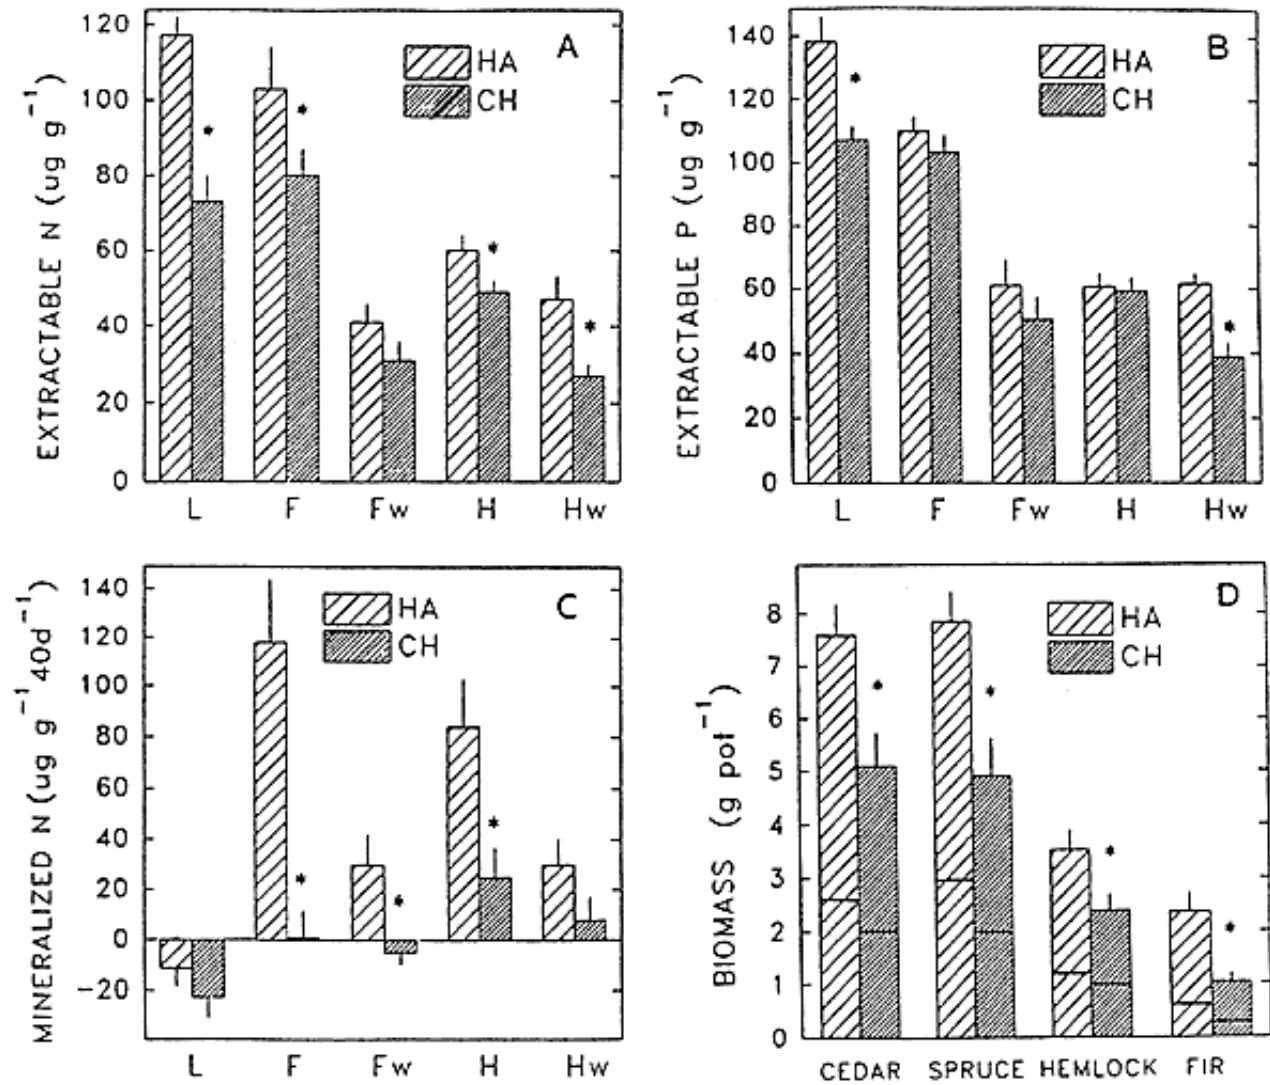 A
HA
CH
EXTRACTABLE N (ug g⁻¹)
120
100
80
60
40
20
0
*
*
*
*
L F Fw H Hw
B
HA
CH
EXTRACTABLE P (ug g⁻¹)
140
120
100
80
60
40
20
0
*
*
L F Fw H Hw
C
HA
CH
MINERALIZED N (ug g⁻¹ 40d⁻¹)
140
120
100
80
60
40
20
0
-20
*
*
*
L F Fw H Hw
D
HA
CH
BIOMASS (g pot⁻¹)
8
7
6
5
4
3
2
1
0
*
*
*
*
CEDAR SPRUCE HEMLOCK FIR